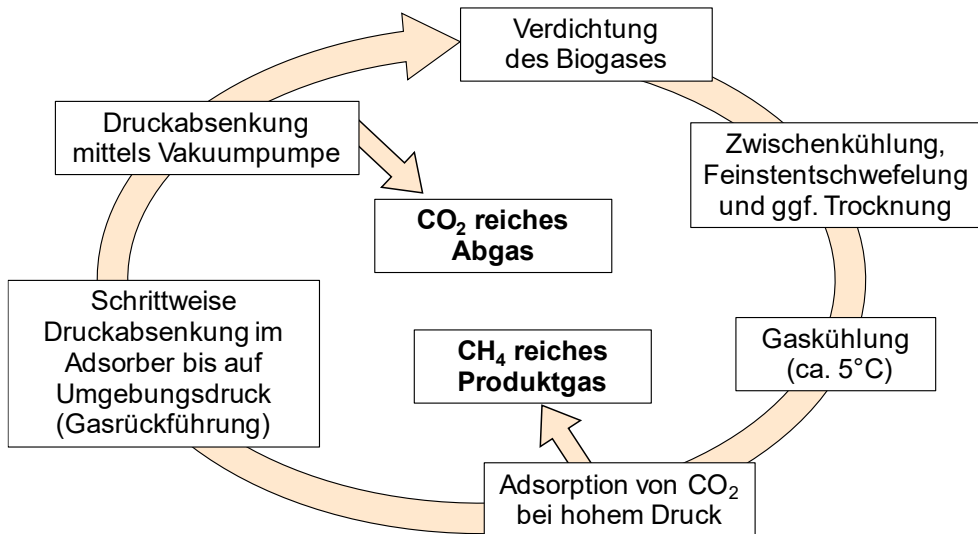 Verdichtung
des Biogases
Zwischenkühlung,
Feinstentschwefelung
und ggf. Trocknung
Gaskühlung
(ca. 5°C)
Adsorption von CO₂
bei hohem Druck
CH₄ reiches
Produktgas
Schrittweise
Druckabsenkung im
Adsorber bis auf
Umgebungsdruck
(Gasrückführung)
Druckabsenkung
mittels Vakuumpumpe
CO₂ reiches
Abgas